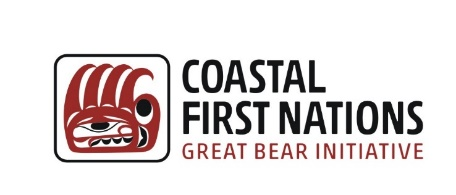 COASTAL
FIRST NATIONS
GREAT BEAR INITIATIVE